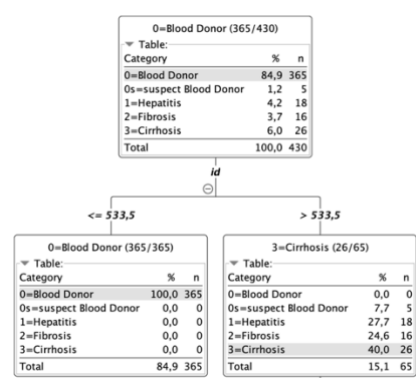 0=Blood Donor (365/430)
Table:
Category % n
0=Blood Donor 84,9 365
0s=suspect Blood Donor 1,2 5
1=Hepatitis 4,2 18
2=Fibrosis 3,7 16
3=Cirrhosis 6,0 26
Total 100,0 430
id
<= 533,5
> 533,5
0=Blood Donor (365/365)
Table:
Category % n
0=Blood Donor 100,0 365
0s=suspect Blood Donor 0,0 0
1=Hepatitis 0,0 0
2=Fibrosis 0,0 0
3=Cirrhosis 0,0 0
Total 84,9 365
3=Cirrhosis (26/65)
Table:
Category % n
0=Blood Donor 0,0 0
0s=suspect Blood Donor 7,7 5
1=Hepatitis 27,7 18
2=Fibrosis 24,6 16
3=Cirrhosis 40,0 26
Total 15,1 65